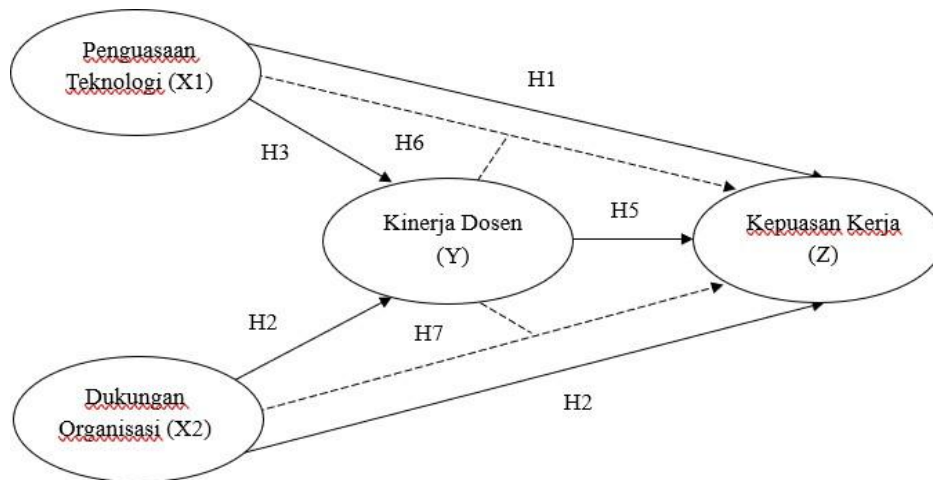 Penguasaan
Teknologi (X1)
H1
H6
H3
Kinerja Dosen
(Y)
H5
Kepuasan Kerja
(Z)
H2
H7
Dukungan
Organisasi (X2)
H2